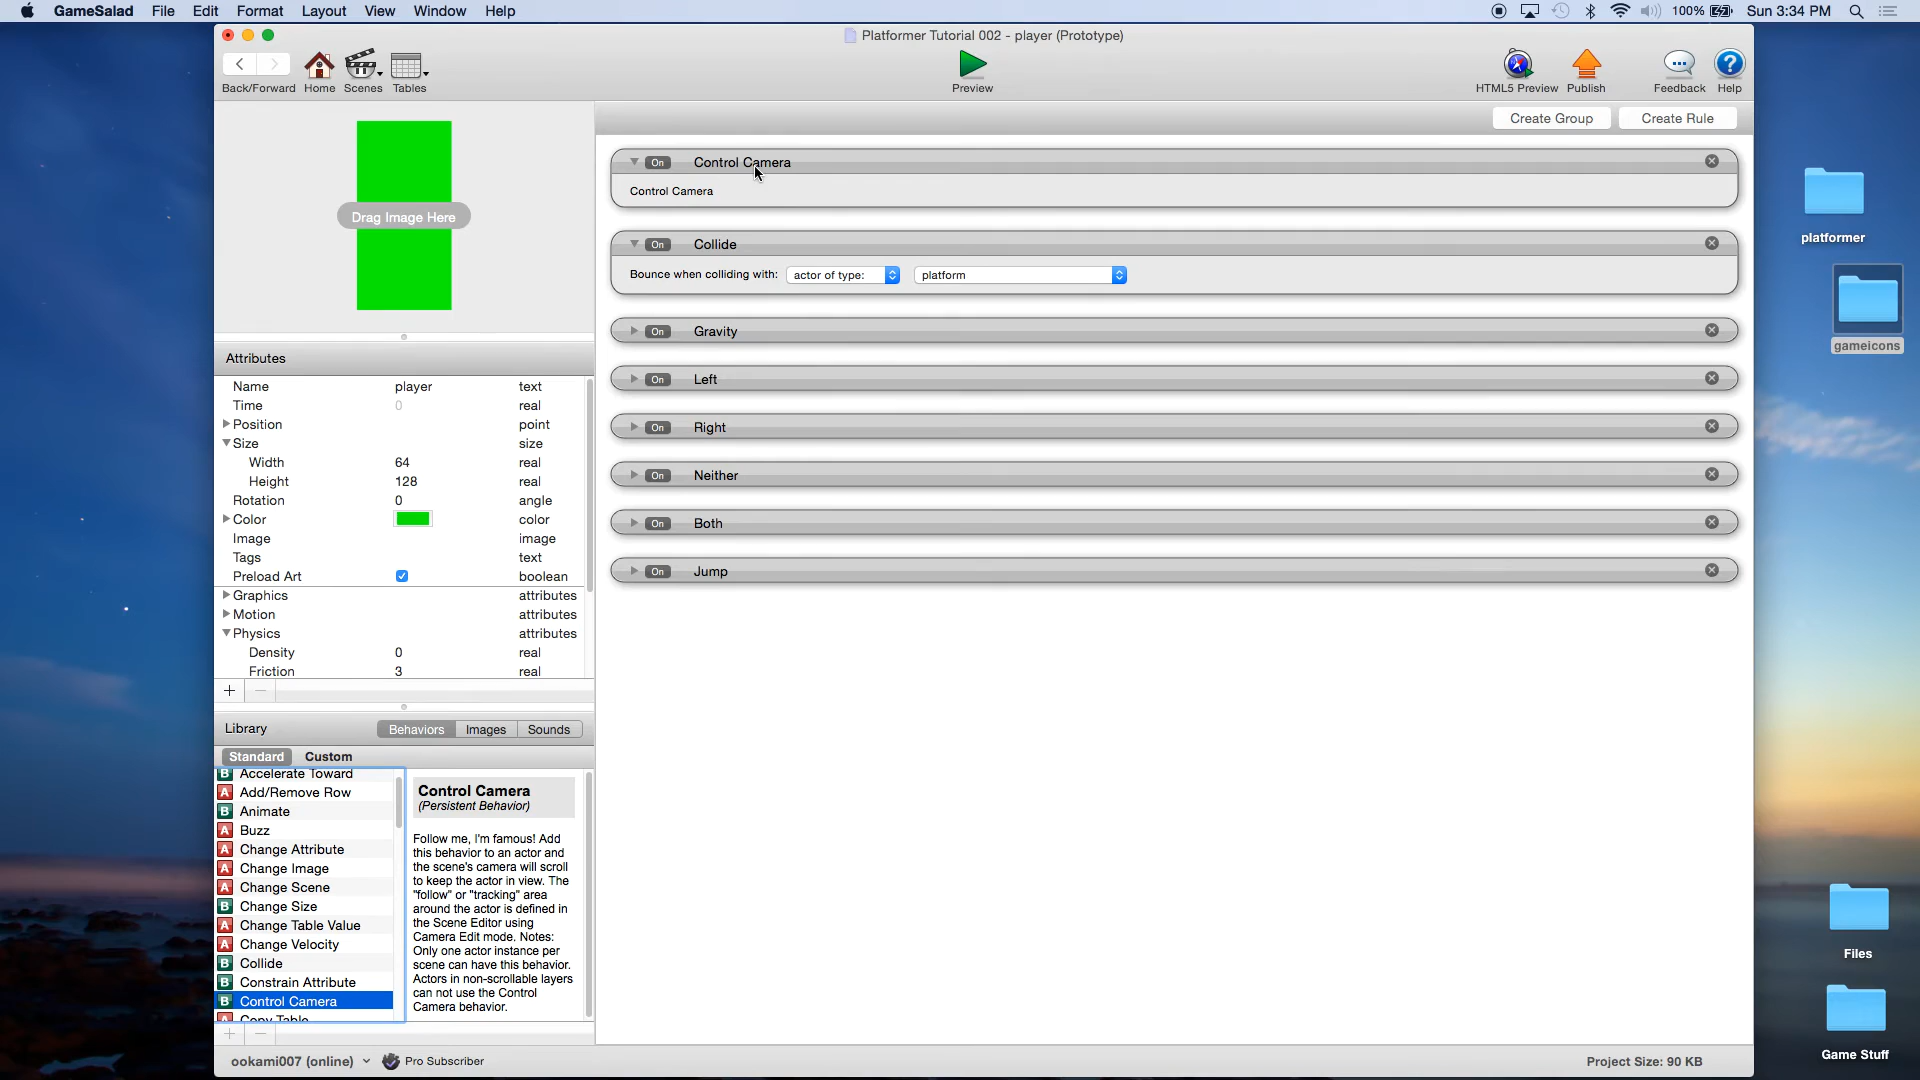 GameSalad File Edit Format Layout View Window Help
100% Sun 3:34 PM
Platformer Tutorial 002 - player (Prototype)
Back/Forward Home Scenes Tables Preview HTML5 Preview Publish Feedback Help
Create Group Create Rule
Drag Image Here
On Control Camera
Control Camera
On Collide
Bounce when colliding with: actor of type: platform
On Gravity
On Left
On Right
On Neither
On Both
On Jump
Attributes
Name player text
Time 0 real
Position point
Size size
Width 64 real
Height 128 real
Rotation 0 angle
Color color
Image image
Tags text
Preload Art boolean
Graphics attributes
Motion attributes
Physics attributes
Density 0 real
Friction 3 real
Library Behaviors Images Sounds
Standard Custom
B Accelerate Toward
A Add/Remove Row
B Animate
A Buzz
A Change Attribute
A Change Image
A Change Scene
B Change Size
A Change Table Value
A Change Velocity
B Collide
B Constrain Attribute
B Control Camera
A Copy Table
Control Camera
(Persistent Behavior)
Follow me, I'm famous! Add
this behavior to an actor and
the scene's camera will scroll
to keep the actor in view. The
"follow" or "tracking" area
around the actor is defined in
the Scene Editor using
Camera Edit mode. Notes:
Only one actor instance per
scene can have this behavior.
Actors in non-scrollable layers
can not use the Control
Camera behavior.
ookami007 (online) Pro Subscriber
Project Size: 90 KB
platformer
gameicons
Files
Game Stuff